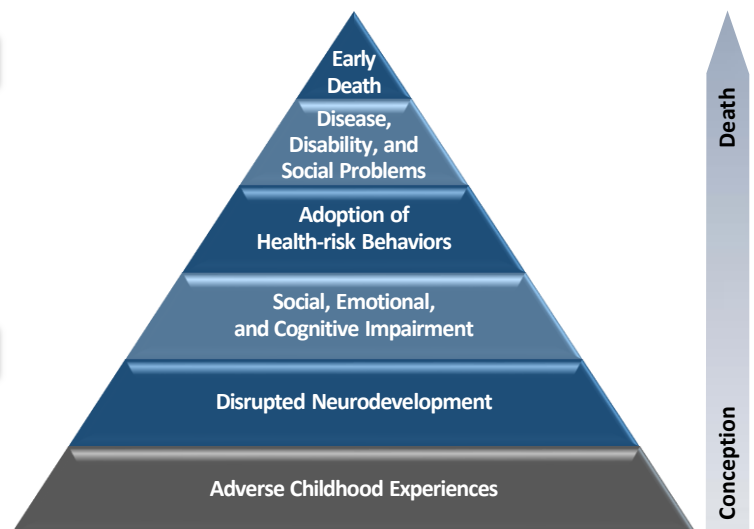 Early
Death
Disease,
Disability, and
Social Problems
Adoption of
Health-risk Behaviors
Social, Emotional,
and Cognitive Impairment
Disrupted Neurodevelopment
Adverse Childhood Experiences
Death
Conception